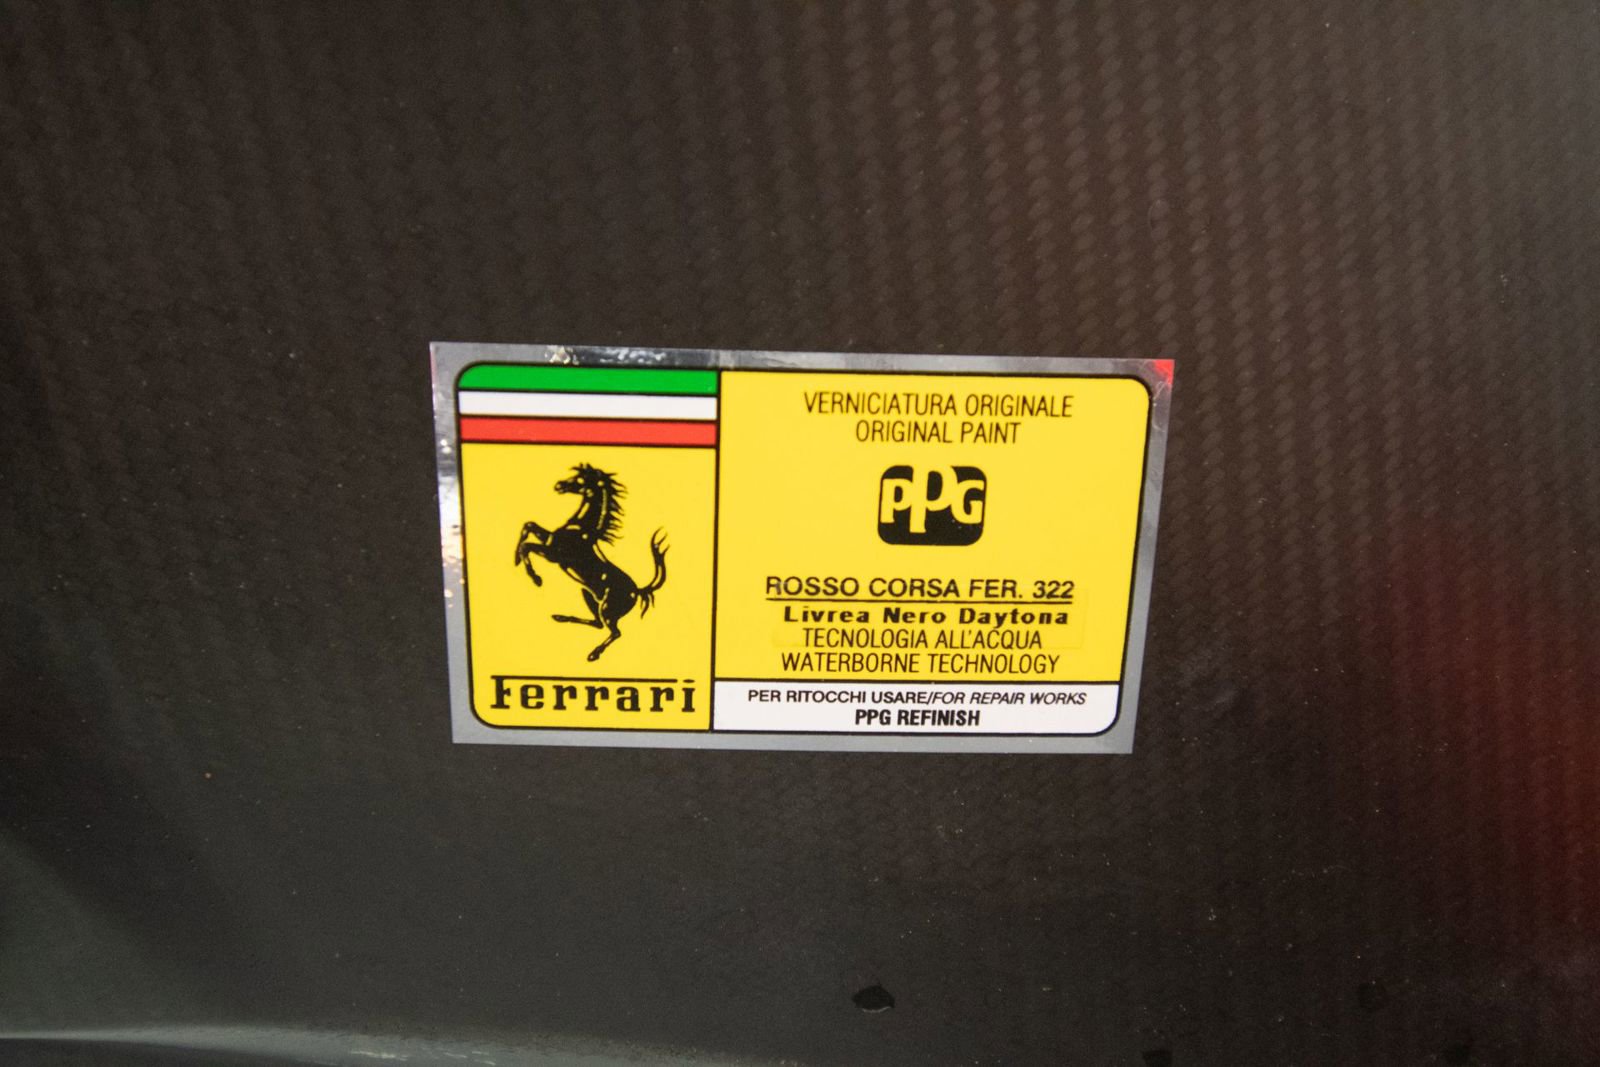 VERNICIATURA ORIGINALE
ORIGINAL PAINT
PPG
ROSSO CORSA FER. 322
Livrea Nero Daytona
TECNOLOGIA ALL'ACQUA
WATERBORNE TECHNOLOGY
Ferrari
PER RITOCCHI USARE/FOR REPAIR WORKS
PPG REFINISH